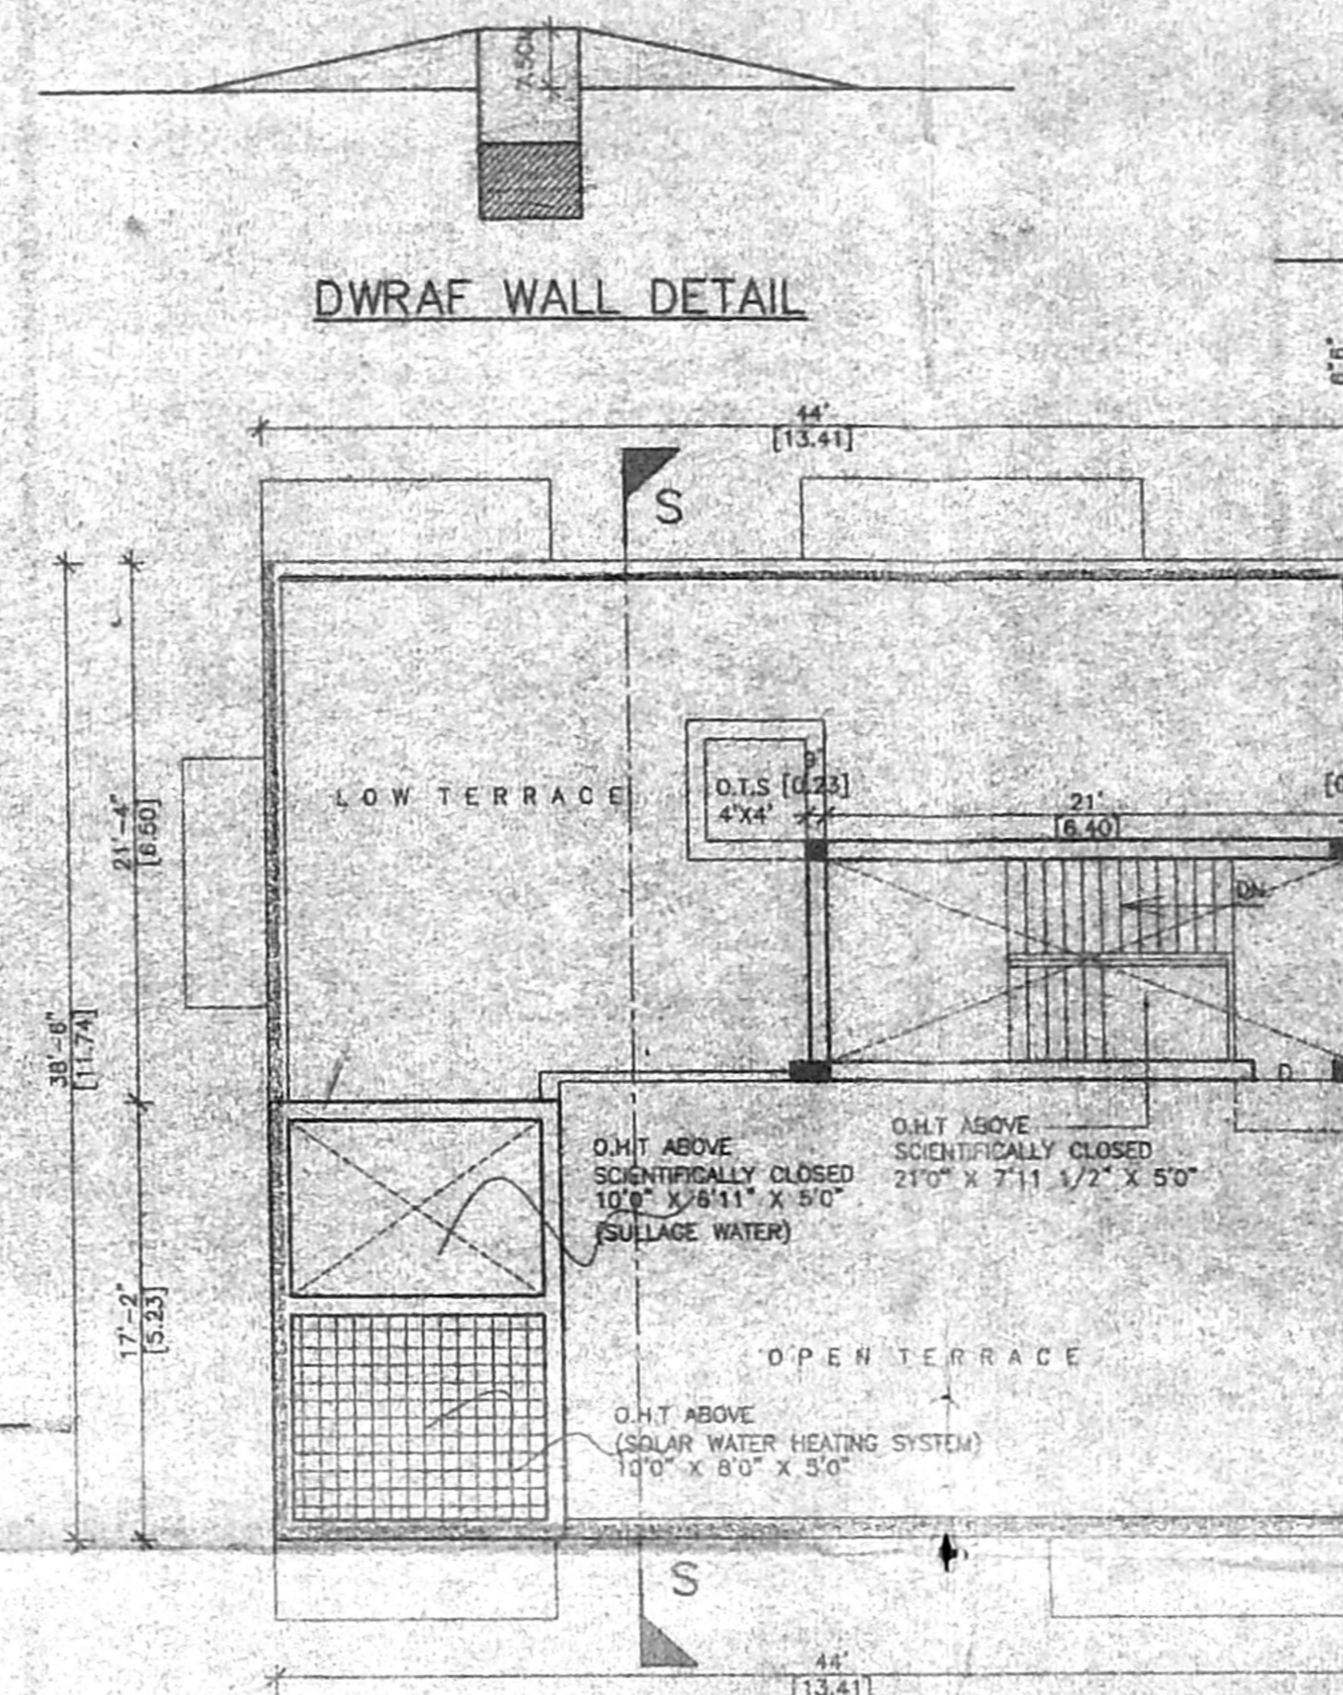 7.5CM
DWRAF WALL DETAIL
44'
[13.41]
S
LOW TERRACE
9"
O.T.S [0.23]
4'X4'
21'
[6.40]
DN
21'-4"
[6.50]
38'-6"
[11.74]
17'-2"
[5.23]
D
O.H.T ABOVE
SCIENTIFICALLY CLOSED
10'0" X 6'11" X 5'0"
(SULLAGE WATER)
O.H.T ABOVE
SCIENTIFICALLY CLOSED
21'0" X 7'11 1/2" X 5'0"
OPEN TERRACE
O.H.T ABOVE
(SOLAR WATER HEATING SYSTEM)
10'0" X 8'0" X 5'0"
S
44'
[13.41]